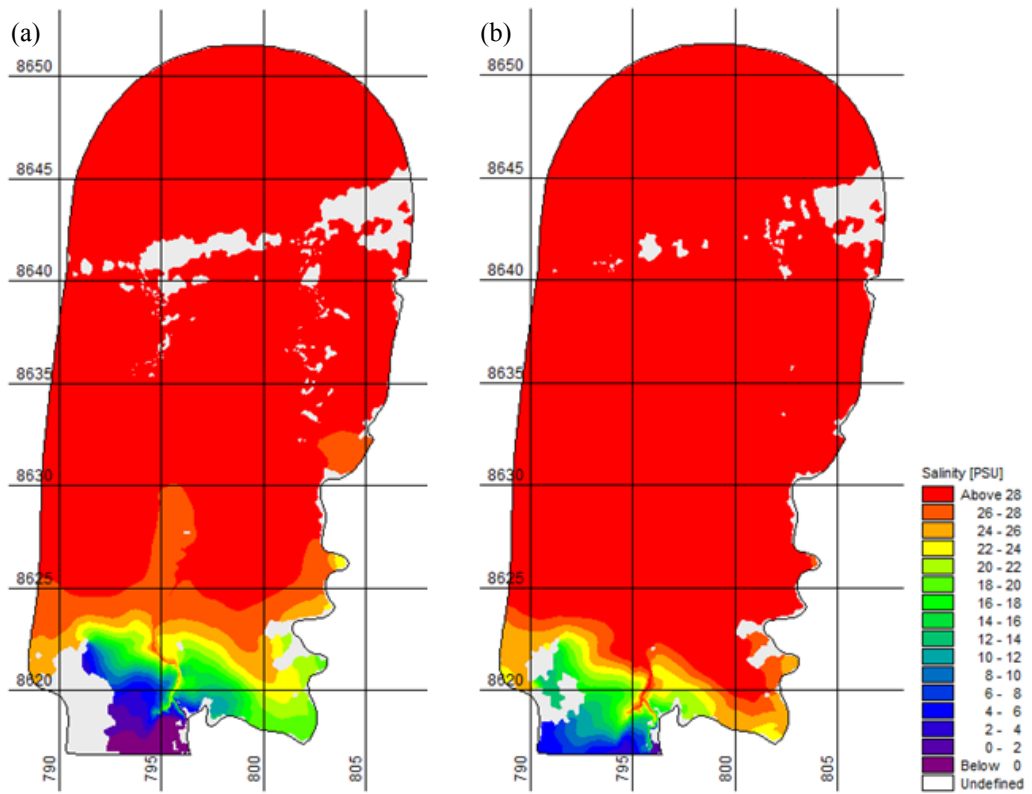 (a)
(b)
8650
8645
8640
8635
8630
8625
8620
790
795
800
805
8650
8645
8640
8635
8630
8625
8620
790
795
800
805
Salinity [PSU]
Above 28
26 - 28
24 - 26
22 - 24
20 - 22
18 - 20
16 - 18
14 - 16
12 - 14
10 - 12
8 - 10
6 - 8
4 - 6
2 - 4
0 - 2
Below 0
Undefined